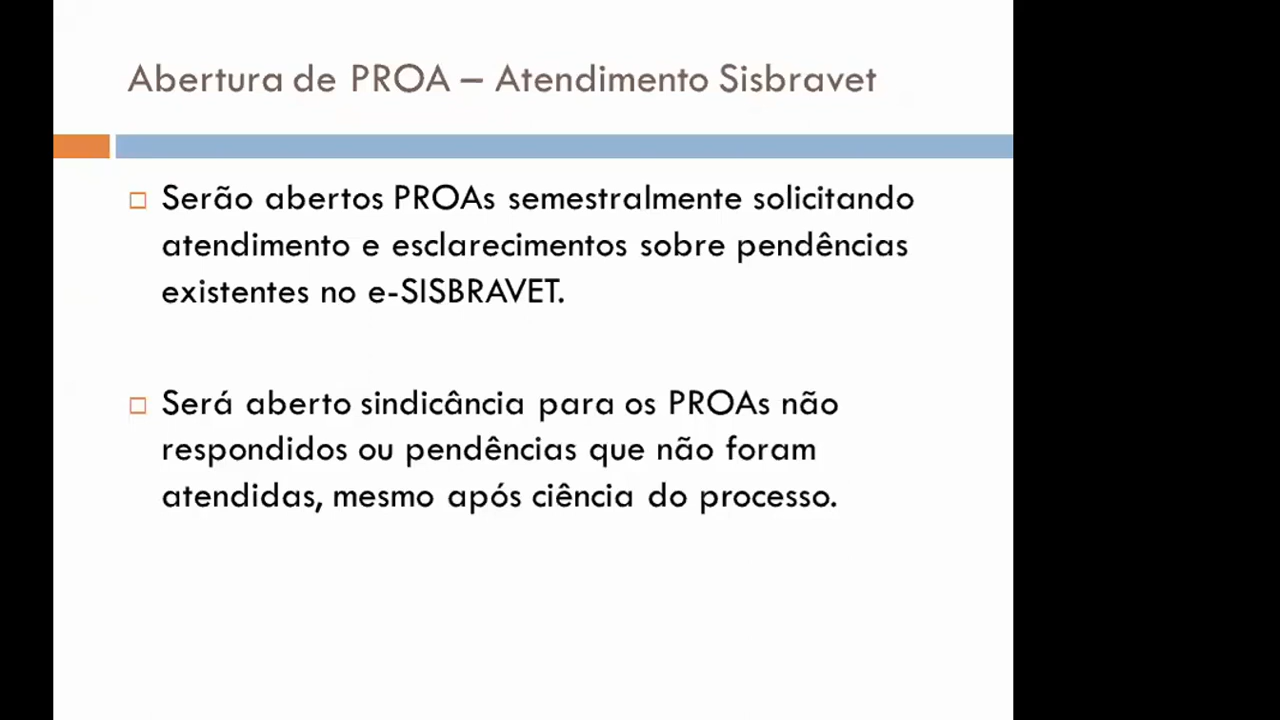 Abertura de PROA – Atendimento Sisbravet
Serão abertos PROAs semestralmente solicitando
atendimento e esclarecimentos sobre pendências
existentes no e-SISBRAVET.
Será aberto sindicância para os PROAs não
respondidos ou pendências que não foram
atendidas, mesmo após ciência do processo.